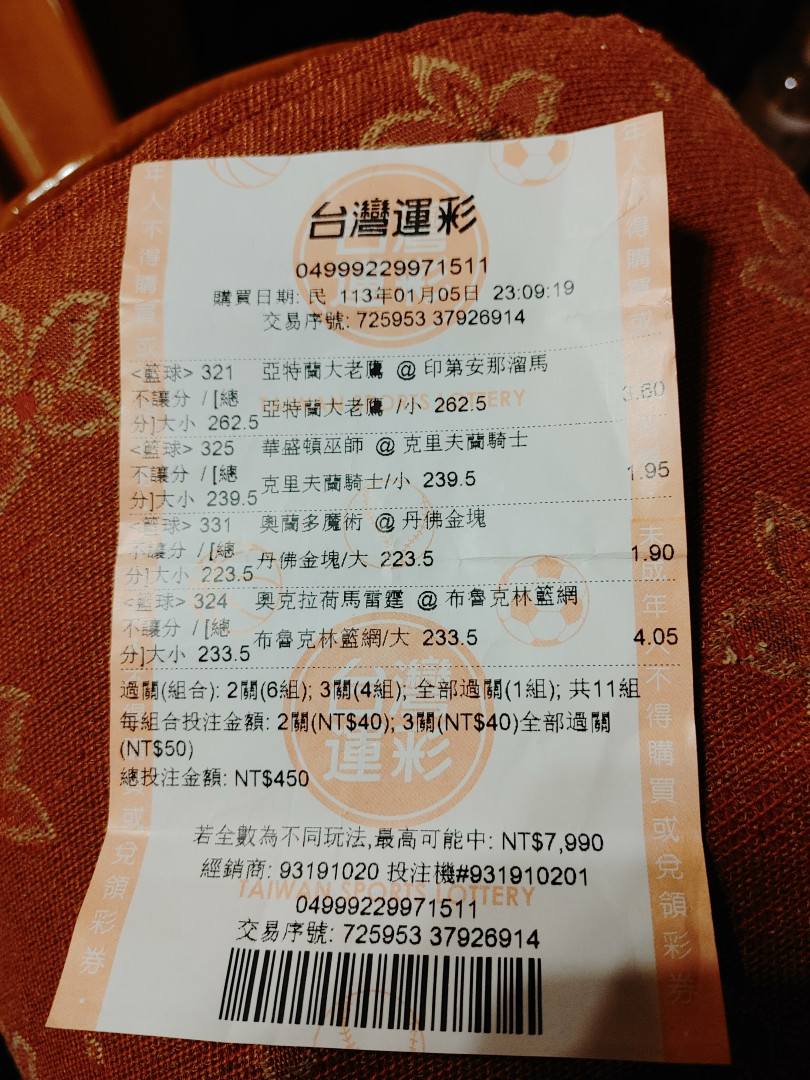 台灣運彩
04999229971511
購買日期: 民 113年01月05日 23:09:19
交易序號: 725953 37926914
<籃球> 321 亞特蘭大老鷹 @ 印第安那溜馬
不讓分 / [總分]大小 262.5 亞特蘭大老鷹 /小 262.5 3.60
<籃球> 325 華盛頓巫師 @ 克里夫蘭騎士
不讓分 / [總分]大小 239.5 克里夫蘭騎士/小 239.5 1.95
<籃球> 331 奧蘭多魔術 @ 丹佛金塊
不讓分 / [總分]大小 223.5 丹佛金塊/大 223.5 1.90
<籃球> 324 奧克拉荷馬雷霆 @ 布魯克林籃網
不讓分 / [總分]大小 233.5 布魯克林籃網/大 233.5 4.05
過關(組合): 2關(6組); 3關(4組); 全部過關(1組); 共11組
每組合投注金額: 2關(NT$40); 3關(NT$40)全部過關
(NT$50)
總投注金額: NT$450
若全數為不同玩法,最高可能中: NT$7,990
經銷商: 93191020 投注機#931910201
TAIWAN SPORTS LOTTERY
04999229971511
交易序號: 725953 37926914